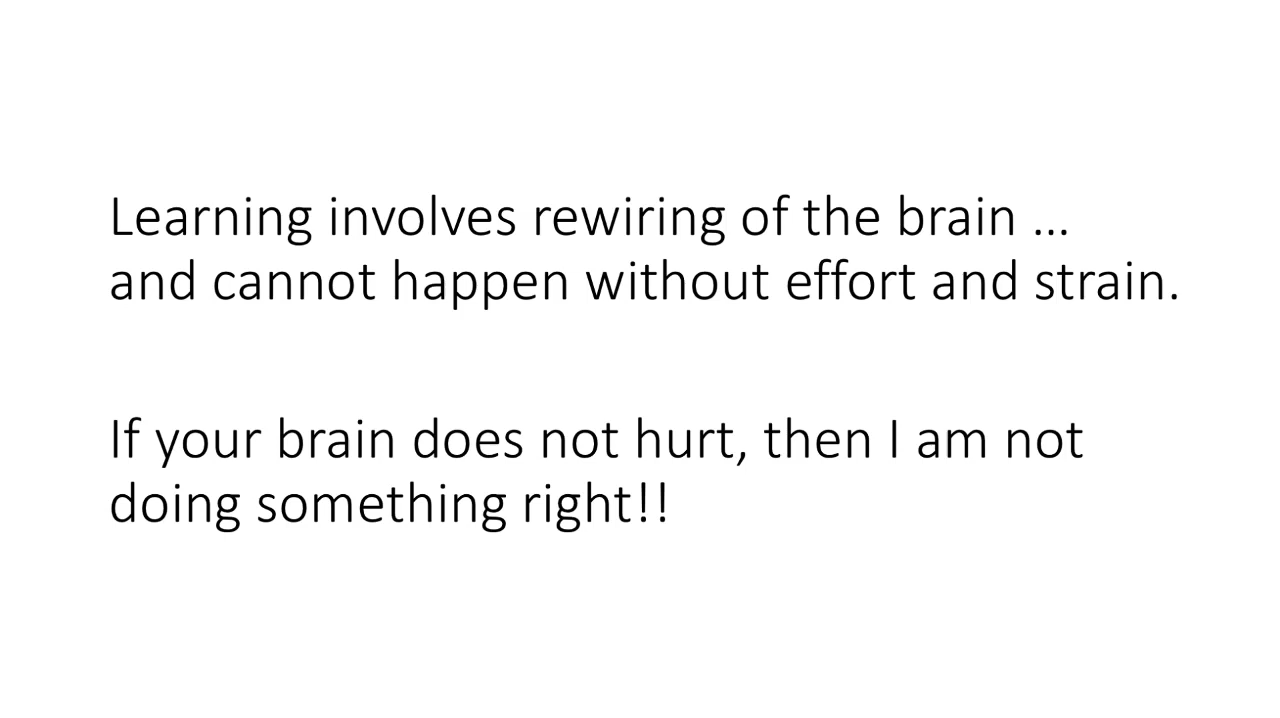 Learning involves rewiring of the brain ...
and cannot happen without effort and strain.
If your brain does not hurt, then I am not
doing something right!!